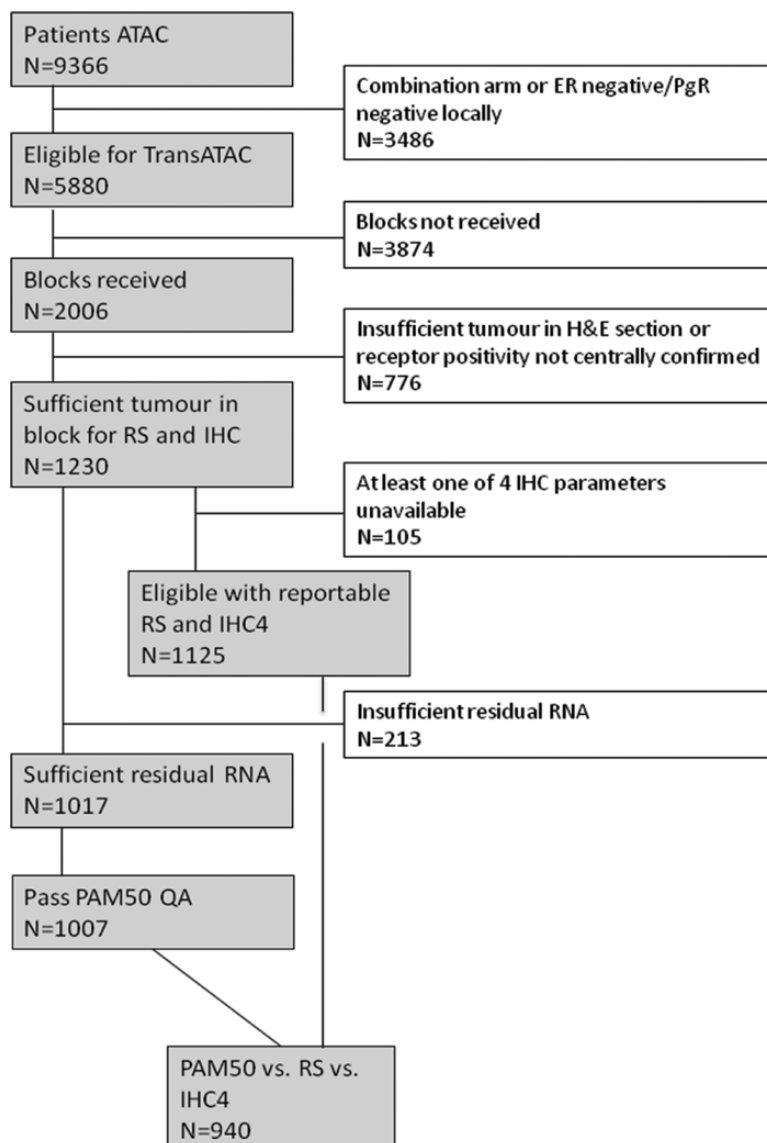 Patients ATAC
N=9366
Combination arm or ER negative/PgR
negative locally
N=3486
Eligible for TransATAC
N=5880
Blocks not received
N=3874
Blocks received
N=2006
Insufficient tumour in H&E section or
receptor positivity not centrally confirmed
N=776
Sufficient tumour in
block for RS and IHC
N=1230
At least one of 4 IHC parameters
unavailable
N=105
Eligible with reportable
RS and IHC4
N=1125
Insufficient residual RNA
N=213
Sufficient residual RNA
N=1017
Pass PAM50 QA
N=1007
PAM50 vs. RS vs.
IHC4
N=940